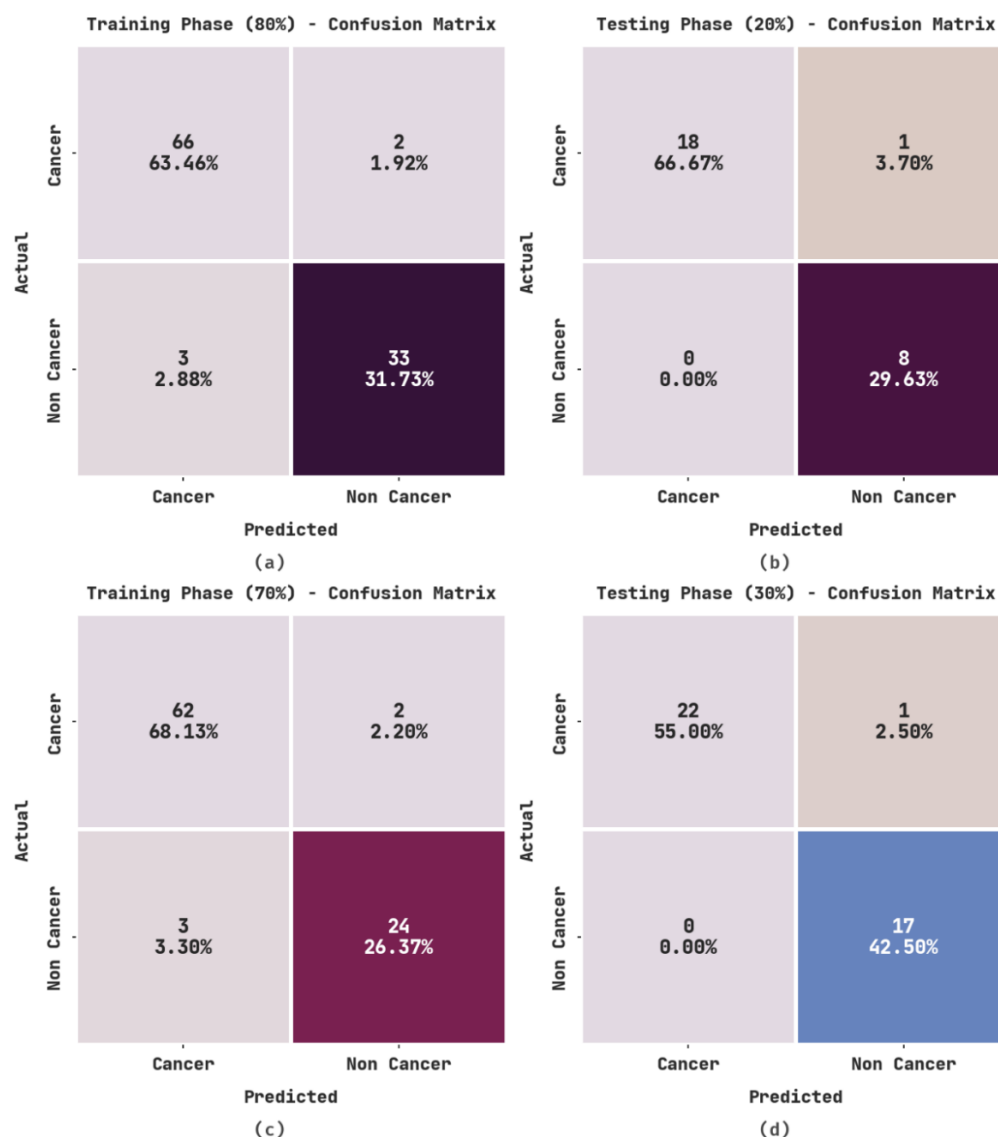 Training Phase (80%) - Confusion Matrix
66
63.46%
2
1.92%
3
2.88%
33
31.73%
Cancer
Non Cancer
Actual
Cancer
Non Cancer
Predicted
(a)
Testing Phase (20%) - Confusion Matrix
18
66.67%
1
3.70%
0
0.00%
8
29.63%
Cancer
Non Cancer
Actual
Cancer
Non Cancer
Predicted
(b)
Training Phase (70%) - Confusion Matrix
62
68.13%
2
2.20%
3
3.30%
24
26.37%
Cancer
Non Cancer
Actual
Cancer
Non Cancer
Predicted
(c)
Testing Phase (30%) - Confusion Matrix
22
55.00%
1
2.50%
0
0.00%
17
42.50%
Cancer
Non Cancer
Actual
Cancer
Non Cancer
Predicted
(d)